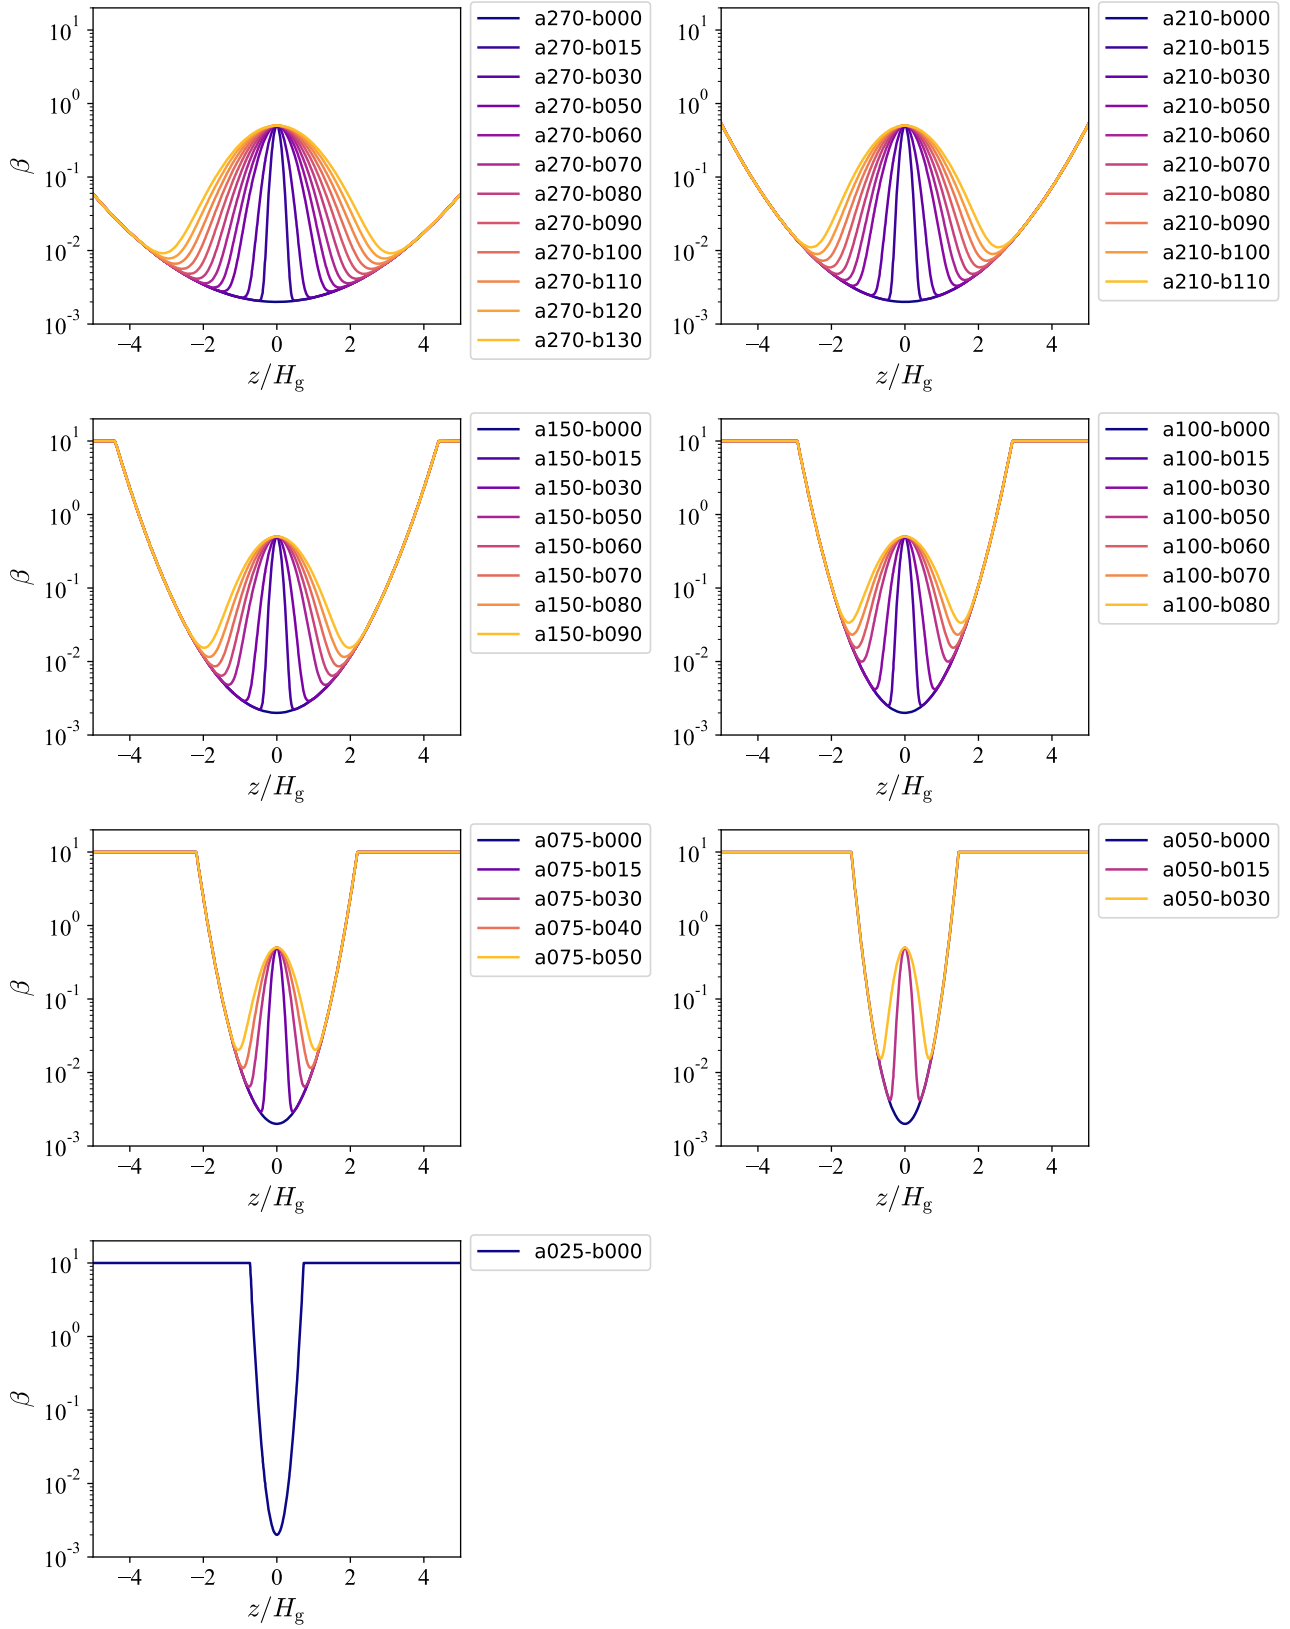 10^1
10^0
10^-1
10^-2
10^-3
β
−4 −2 0 2 4
z/H_g
a270-b000
a270-b015
a270-b030
a270-b050
a270-b060
a270-b070
a270-b080
a270-b090
a270-b100
a270-b110
a270-b120
a270-b130
10^1
10^0
10^-1
10^-2
10^-3
−4 −2 0 2 4
z/H_g
a210-b000
a210-b015
a210-b030
a210-b050
a210-b060
a210-b070
a210-b080
a210-b090
a210-b100
a210-b110
10^1
10^0
10^-1
10^-2
10^-3
β
−4 −2 0 2 4
z/H_g
a150-b000
a150-b015
a150-b030
a150-b050
a150-b060
a150-b070
a150-b080
a150-b090
10^1
10^0
10^-1
10^-2
10^-3
−4 −2 0 2 4
z/H_g
a100-b000
a100-b015
a100-b030
a100-b050
a100-b060
a100-b070
a100-b080
10^1
10^0
10^-1
10^-2
10^-3
β
−4 −2 0 2 4
z/H_g
a075-b000
a075-b015
a075-b030
a075-b040
a075-b050
10^1
10^0
10^-1
10^-2
10^-3
−4 −2 0 2 4
z/H_g
a050-b000
a050-b015
a050-b030
10^1
10^0
10^-1
10^-2
10^-3
β
−4 −2 0 2 4
z/H_g
a025-b000